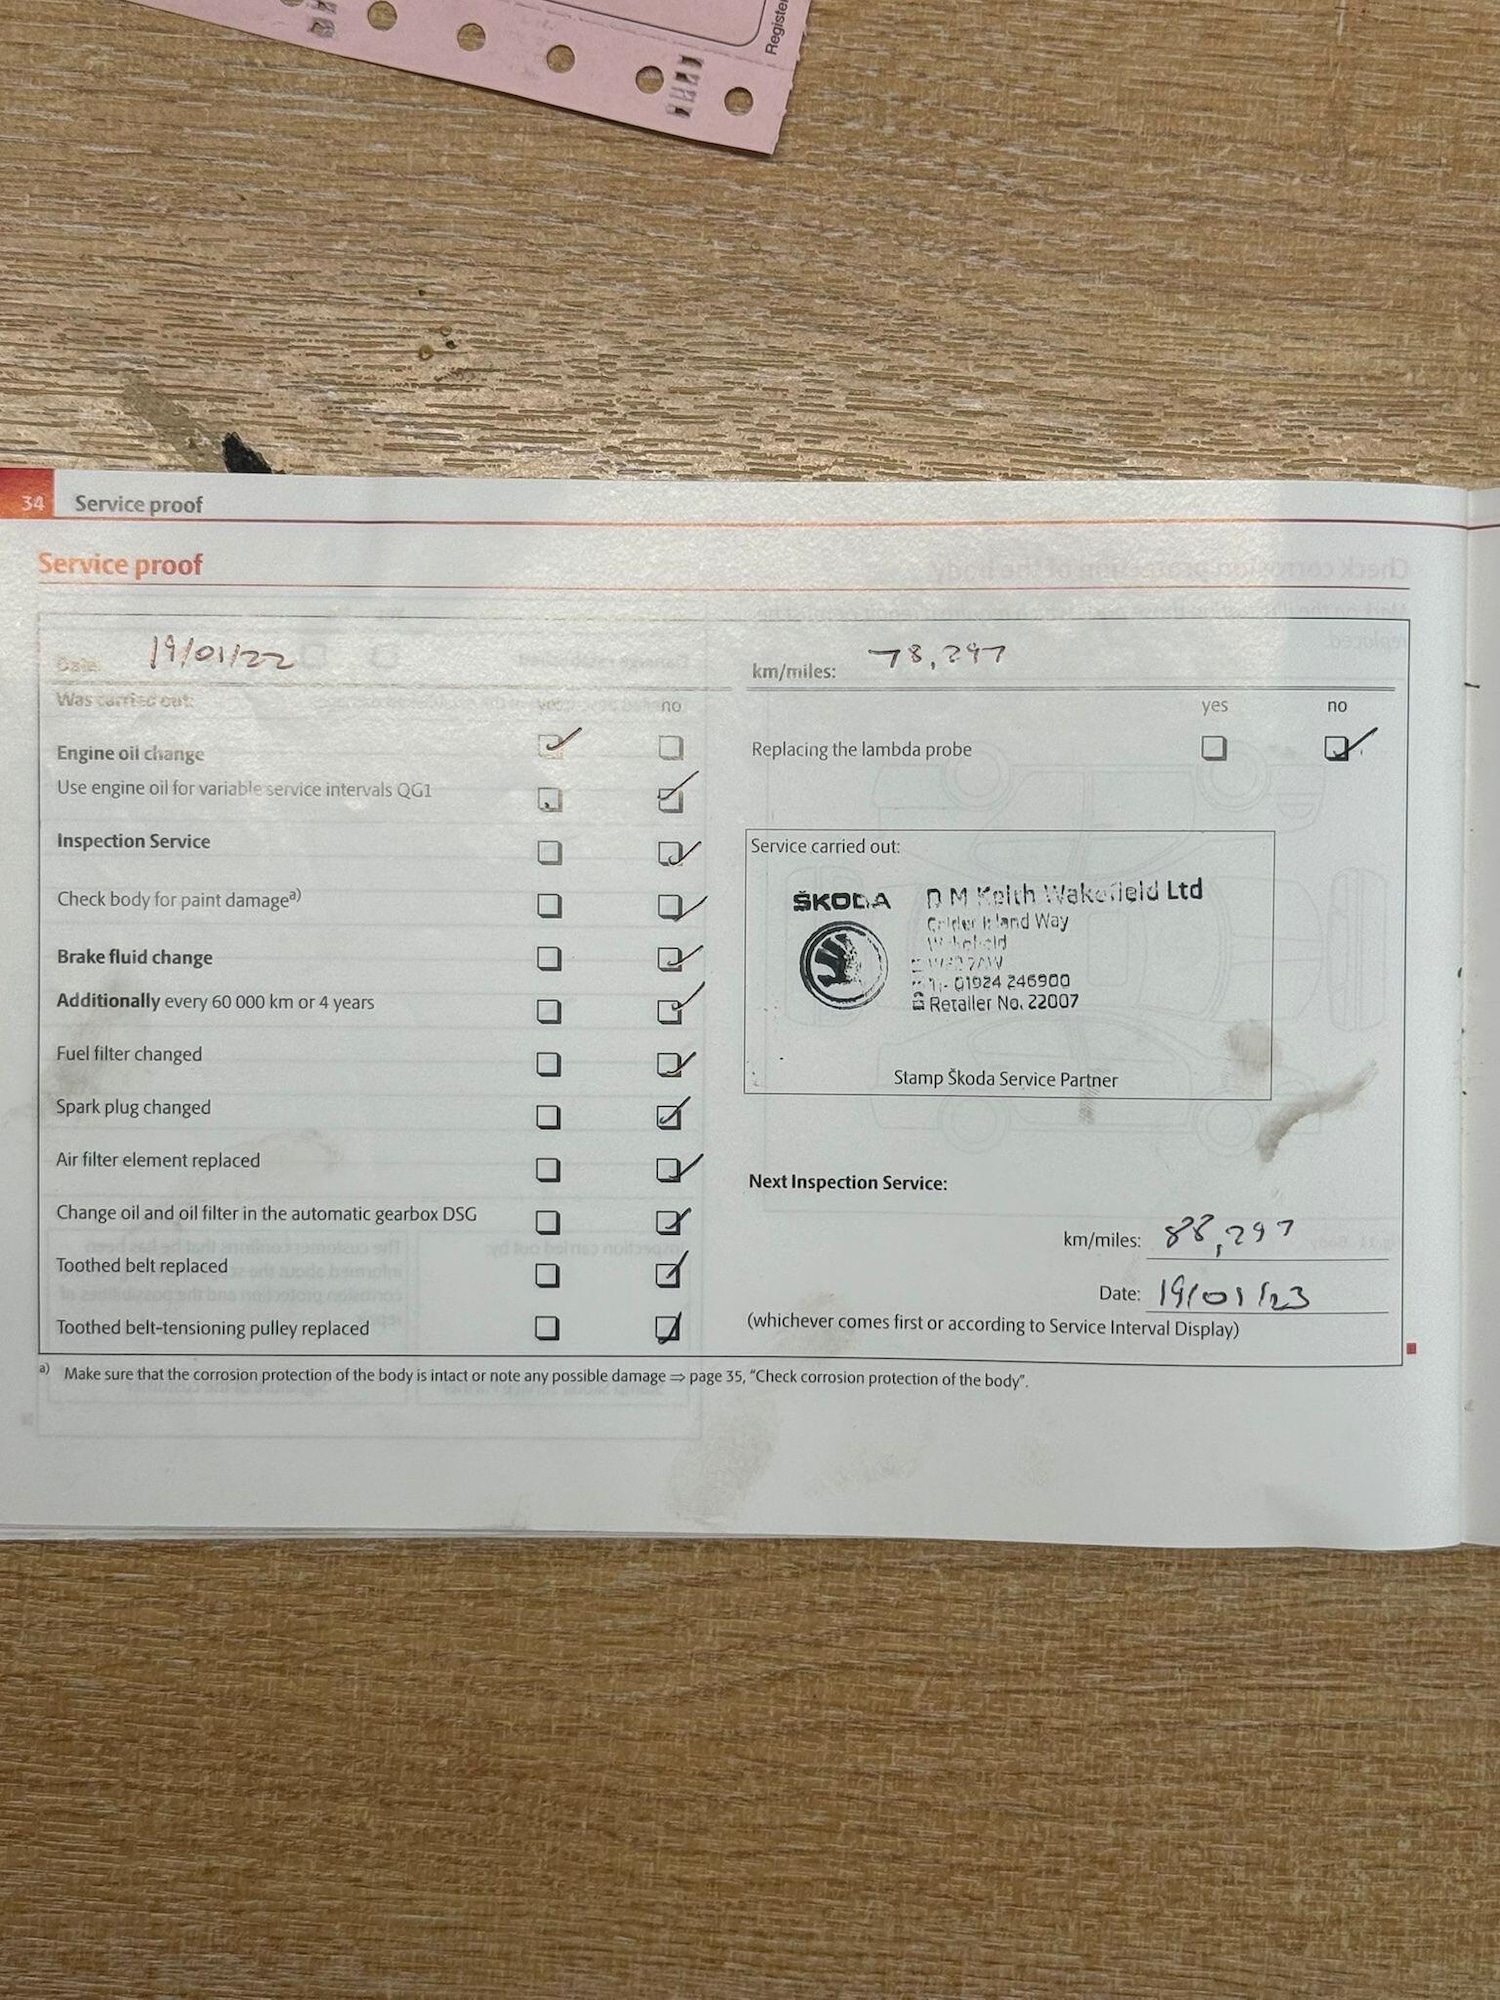 Register
34 Service proof
Service proof
Date: 19/01/22
km/miles: 78,297
Was carried out: yes no
yes no
Engine oil change
Replacing the lambda probe
Use engine oil for variable service intervals QG1
Inspection Service
Check body for paint damage a)
Brake fluid change
Additionally every 60 000 km or 4 years
Fuel filter changed
Spark plug changed
Air filter element replaced
Change oil and oil filter in the automatic gearbox DSG
Toothed belt replaced
Toothed belt-tensioning pulley replaced
Service carried out:
ŠKODA D M Keith Wakefield Ltd
Calder Island Way
Wakefield
T:- 01924 246900
Retailer No. 22007
Stamp Škoda Service Partner
Next Inspection Service:
km/miles: 88,297
Date: 19/01/23
(whichever comes first or according to Service Interval Display)
a) Make sure that the corrosion protection of the body is intact or note any possible damage ⇒ page 35, "Check corrosion protection of the body".